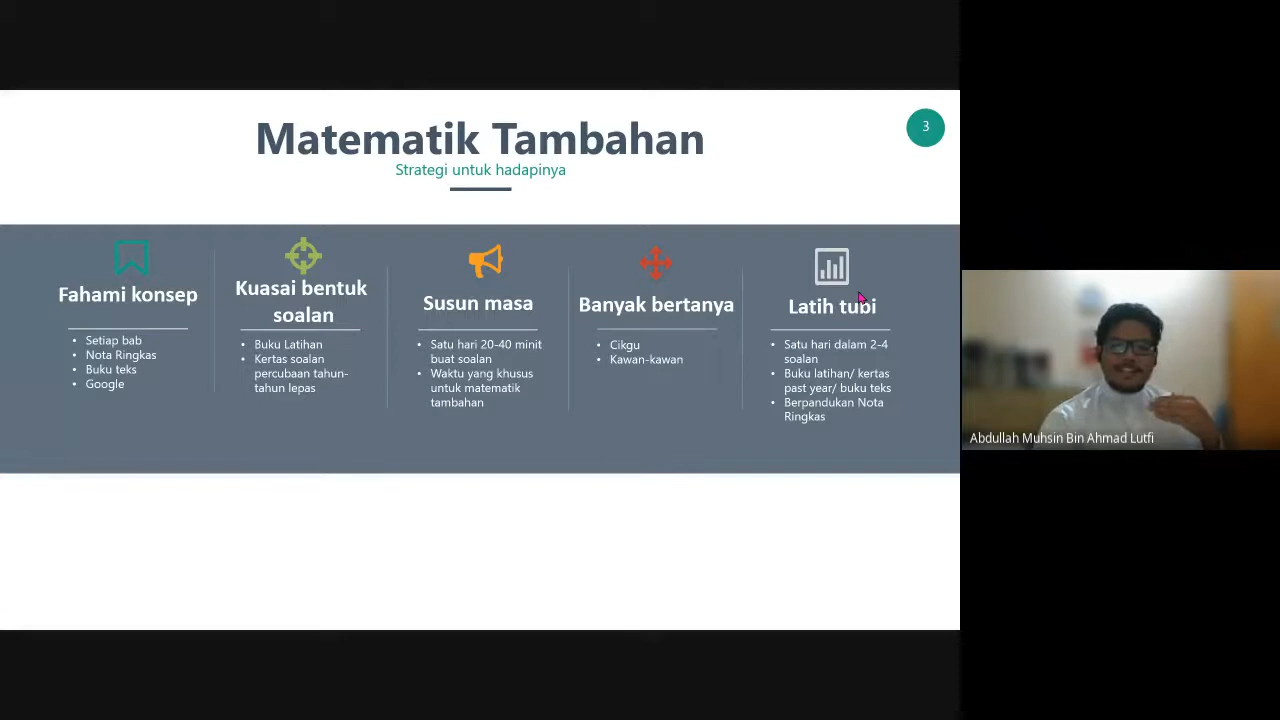 Matematik Tambahan
3
Strategi untuk hadapinya
Fahami konsep
• Setiap bab
• Nota Ringkas
• Buku teks
• Google
Kuasai bentuk
soalan
• Buku Latihan
• Kertas soalan
percubaan tahun-
tahun lepas
Susun masa
• Satu hari 20-40 minit
buat soalan
• Waktu yang khusus
untuk matematik
tambahan
Banyak bertanya
• Cikgu
• Kawan-kawan
Latih tubi
• Satu hari dalam 2-4
soalan
• Buku latihan/ kertas
past year/ buku teks
• Berpandukan Nota
Ringkas
Abdullah Muhsin Bin Ahmad Lutfi